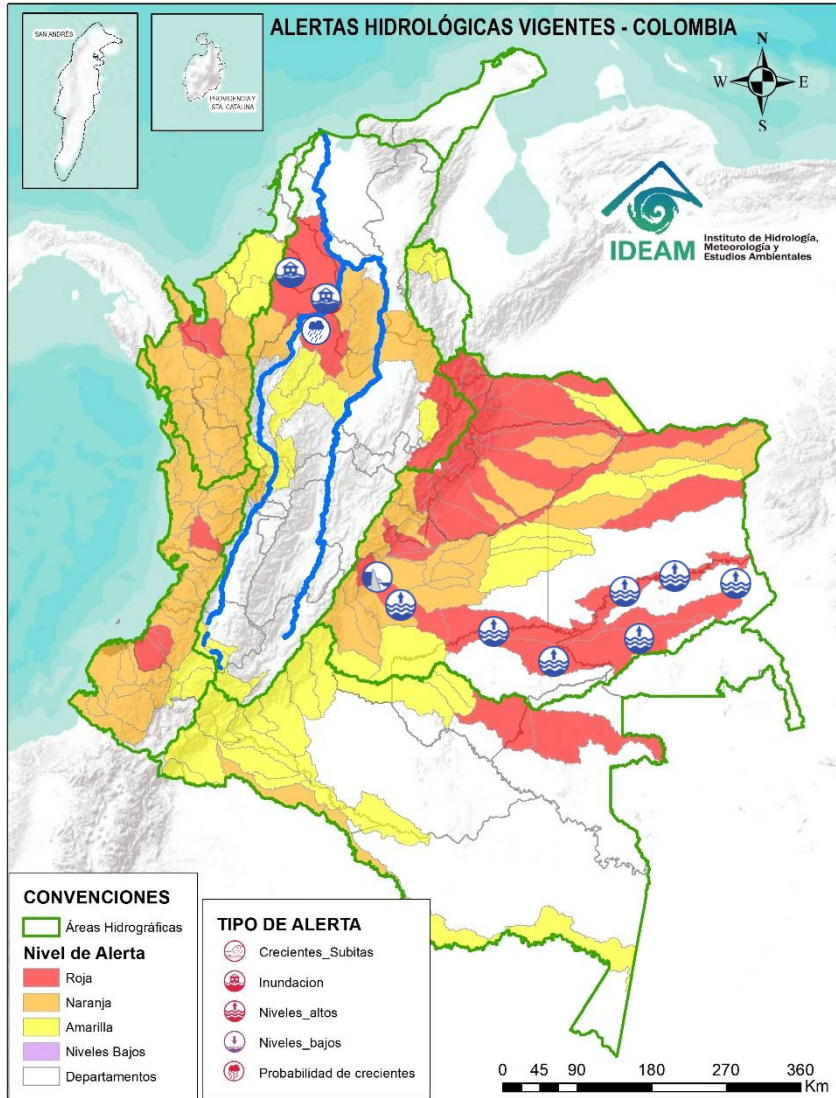 ALERTAS HIDROLÓGICAS VIGENTES - COLOMBIA
SAN ANDRÉS
PROVIDENCIA Y
STA. CATALINA
N
W
E
S
IDEAM
Instituto de Hidrología,
Meteorología y
Estudios Ambientales
CONVENCIONES
Áreas Hidrográficas
Nivel de Alerta
Roja
Naranja
Amarilla
Niveles Bajos
Departamentos
TIPO DE ALERTA
Crecientes_Subitas
Inundacion
Niveles_altos
Niveles_bajos
Probabilidad de crecientes
0 45 90 180 270 360
Km